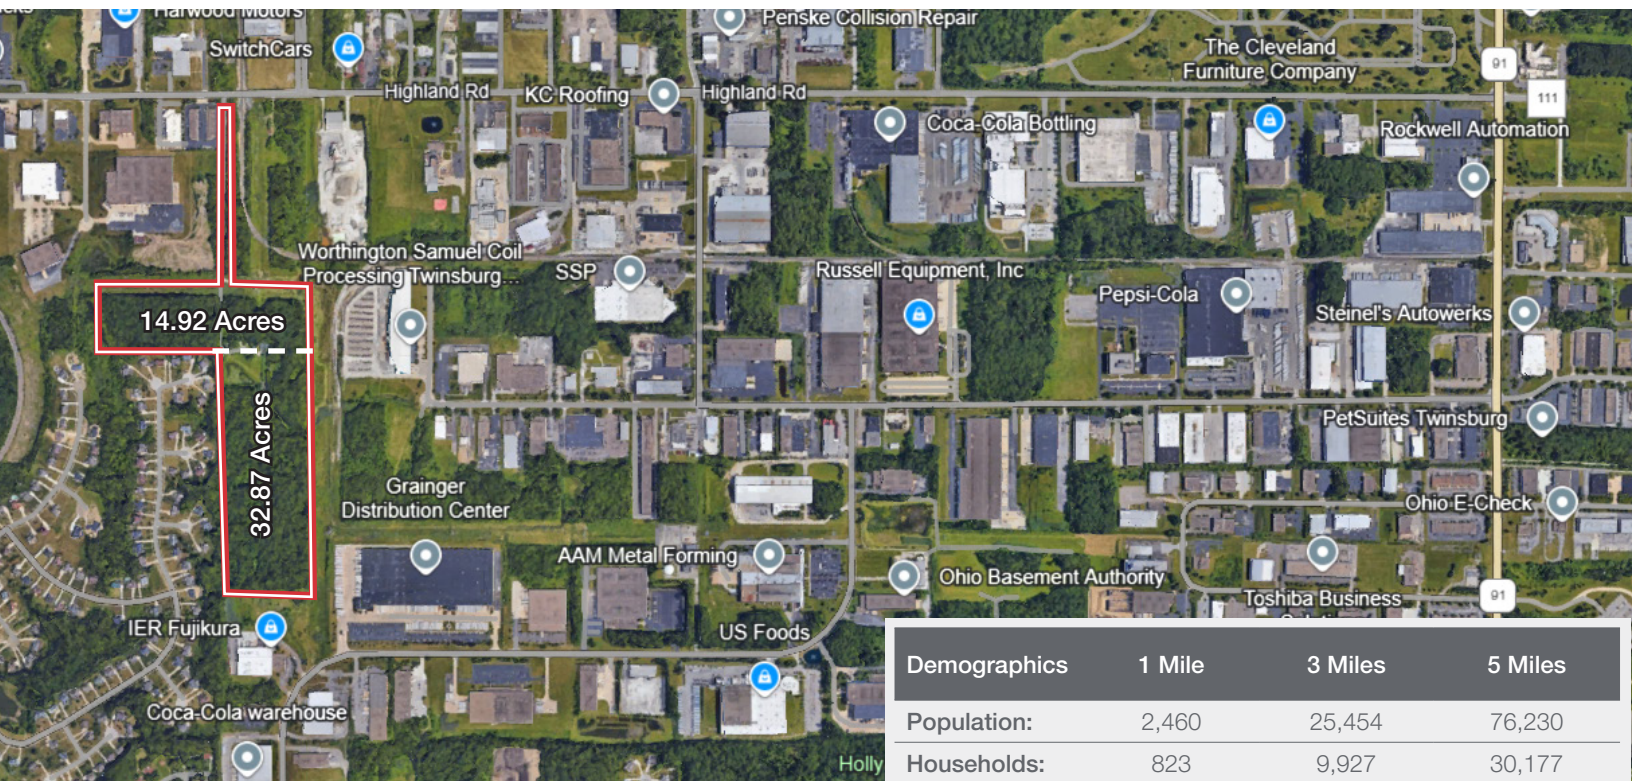 Harwood Motors
Penske Collision Repair
SwitchCars
The Cleveland
Furniture Company
91
Highland Rd
KC Roofing
Highland Rd
111
Coca-Cola Bottling
Rockwell Automation
Worthington Samuel Coil
Processing Twinsburg...
SSP
Russell Equipment, Inc
Pepsi-Cola
14.92 Acres
Steinel's Autowerks
32.87 Acres
PetSuites Twinsburg
Grainger
Distribution Center
Ohio E-Check
AAM Metal Forming
Ohio Basement Authority
Toshiba Business
91
IER Fujikura
US Foods
Coca-Cola warehouse
Holly
Demographics 1 Mile 3 Miles 5 Miles
Population: 2,460 25,454 76,230
Households: 823 9,927 30,177